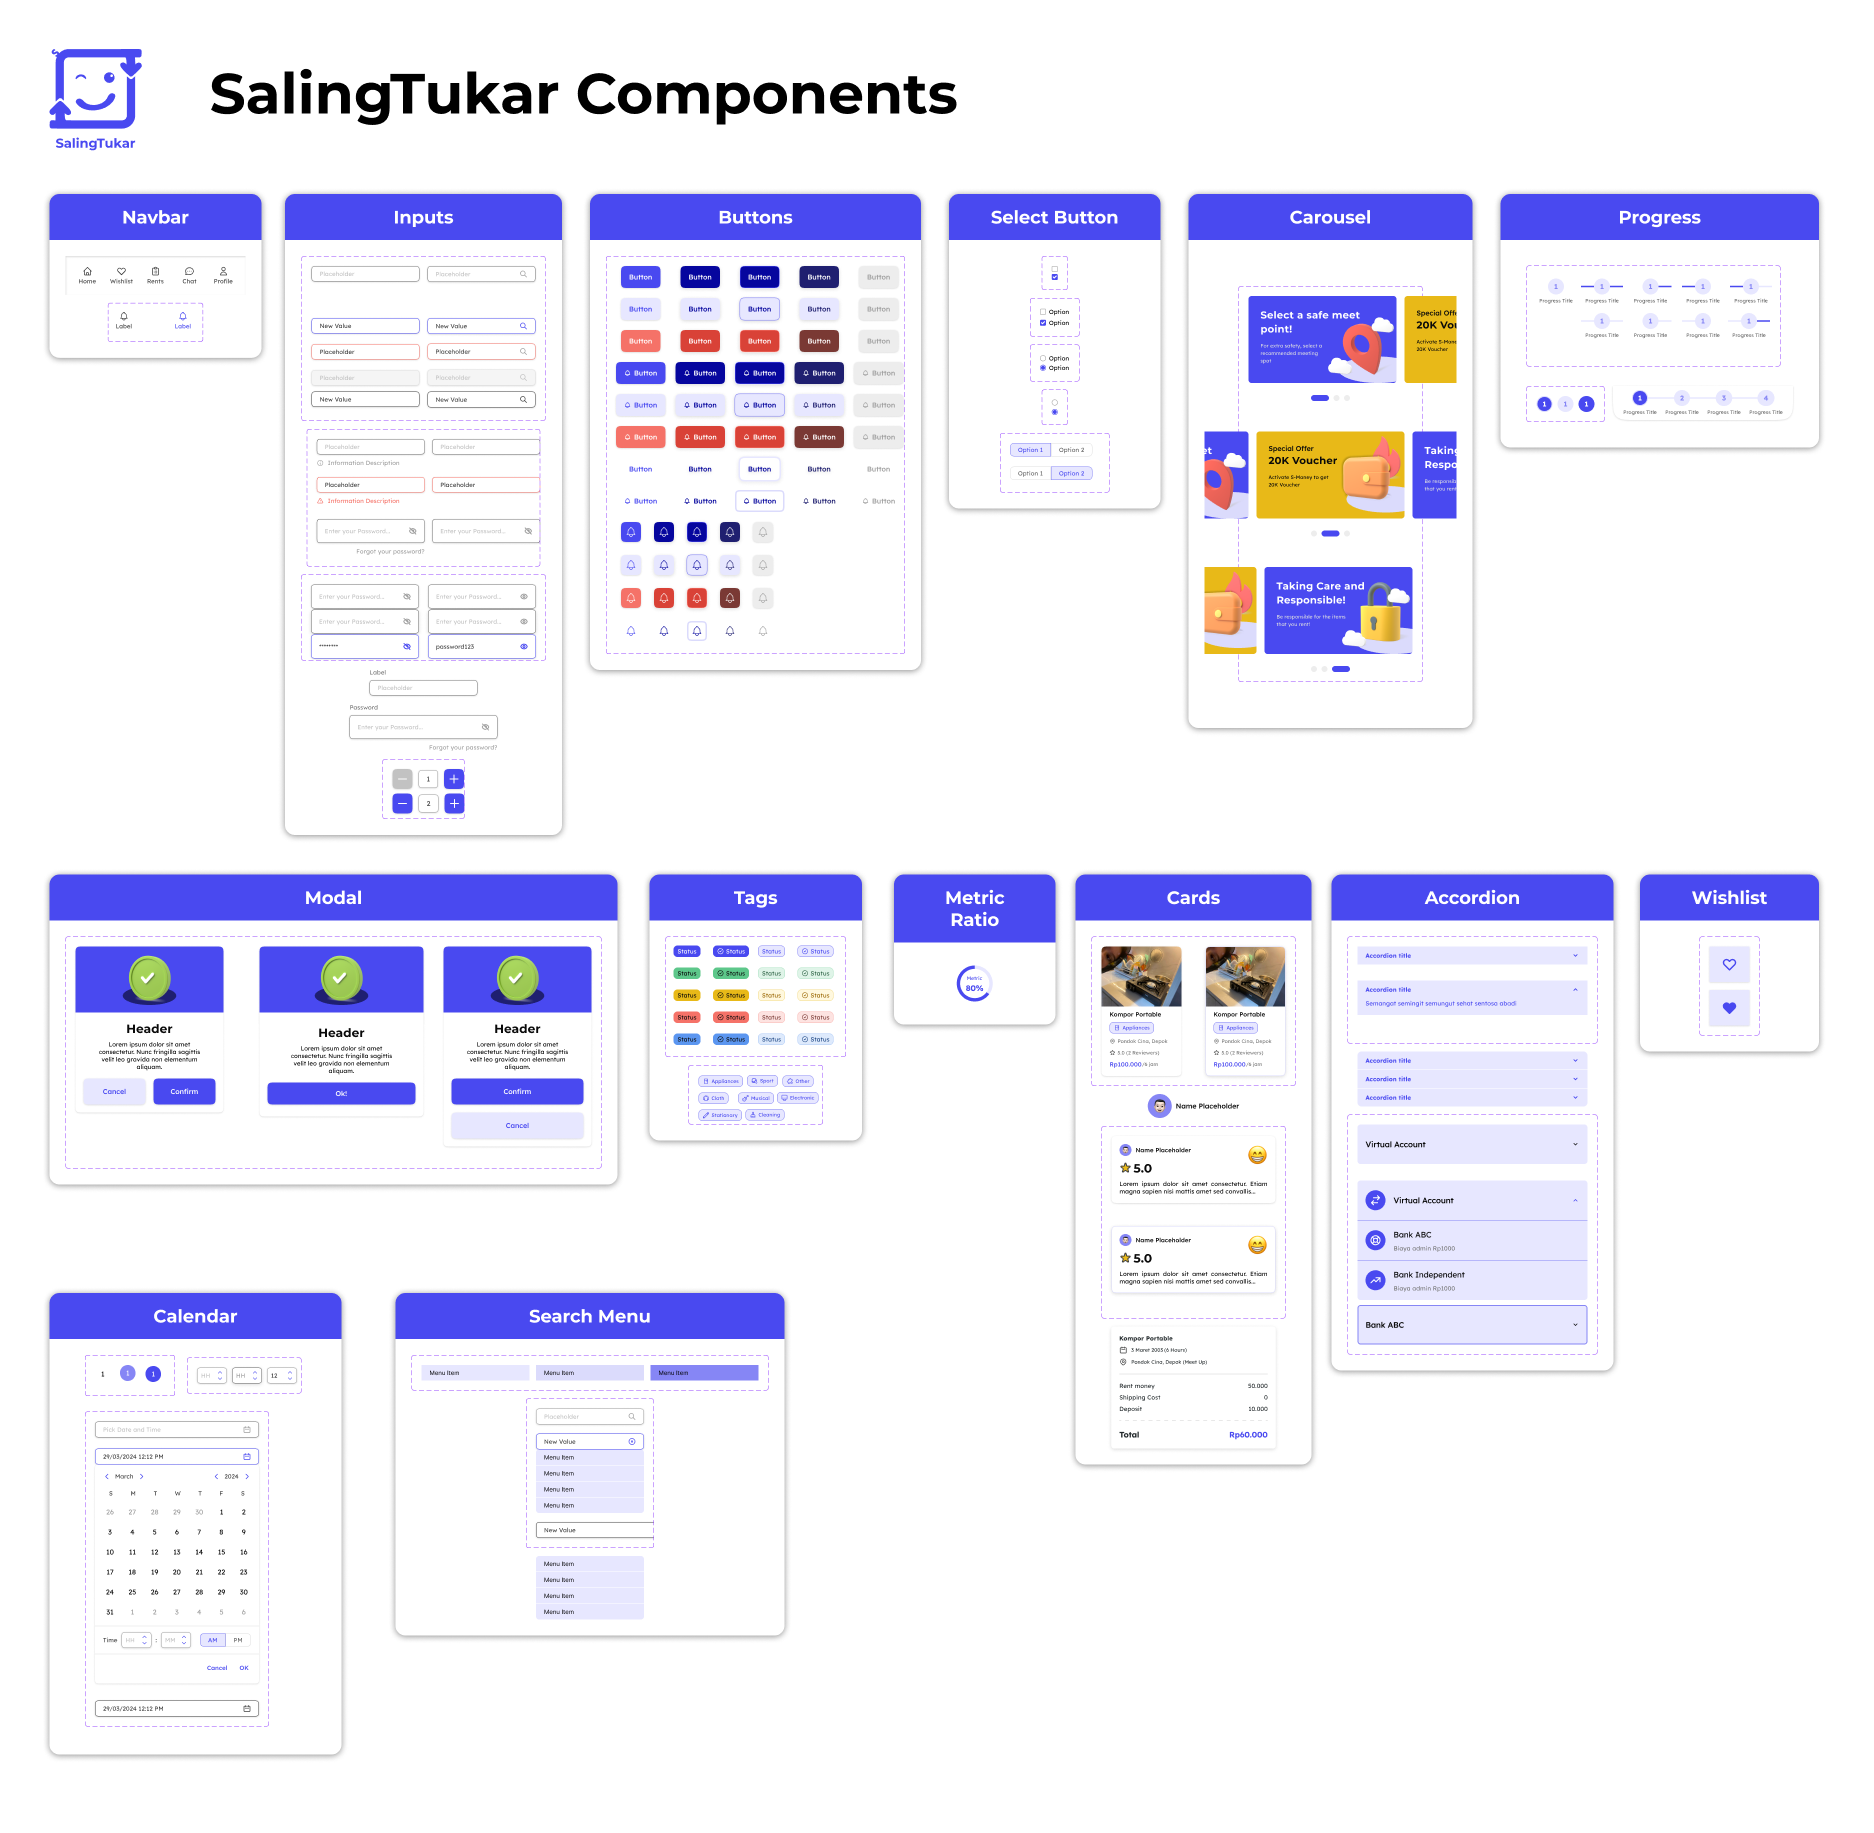 SalingTukar
SalingTukar Components
Navbar
Home Wishlist Rents Chat Profile
Label Label
Inputs
Placeholder Placeholder
New Value New Value
Placeholder Placeholder
Placeholder Placeholder
New Value New Value
Placeholder Placeholder
Information Description
Placeholder Placeholder
Information Description
Enter your Password... Enter your Password...
Forgot your password?
Enter your Password... Enter your Password...
Enter your Password... Enter your Password...
•••••••• password123
Label
Placeholder
Password
Enter your Password...
Forgot your password?
1
2
Buttons
Button Button Button Button Button
Button Button Button Button Button
Button Button Button Button Button
Button Button Button Button Button
Button Button Button Button Button
Button Button Button Button Button
Button Button Button Button Button
Button Button Button Button Button
Select Button
Option
Option
Option
Option
Option 1 Option 2
Option 1 Option 2
Carousel
Select a safe meet
point!
For extra safety, select a
recommended meeting
spot
Special Offe
20K Vou
Activate S-Mone
20K Voucher
et
Special Offer
20K Voucher
Activate S-Money to get
20K Voucher
Taking
Respo
Be responsib
that you rent
Taking Care and
Responsible!
Be responsible for the items
that you rent!
Progress
1 1 1 1 1
Progress Title Progress Title Progress Title Progress Title Progress Title
1 1 1 1
Progress Title Progress Title Progress Title Progress Title
1 1 1
1 2 3 4
Progress Title Progress Title Progress Title Progress Title
Modal
Header
Lorem ipsum dolor sit amet
consectetur. Nunc fringilla sagittis
velit leo gravida non elementum
aliquam.
Cancel Confirm
Header
Lorem ipsum dolor sit amet
consectetur. Nunc fringilla sagittis
velit leo gravida non elementum
aliquam.
Ok!
Header
Lorem ipsum dolor sit amet
consectetur. Nunc fringilla sagittis
velit leo gravida non elementum
aliquam.
Confirm
Cancel
Tags
Status Status Status Status
Status Status Status Status
Status Status Status Status
Status Status Status Status
Status Status Status Status
Appliances Sport Other
Cloth Musical Electronic
Stationary Cleaning
Metric
Ratio
Metric
80%
Cards
Kompor Portable Kompor Portable
Appliances Appliances
Pondok Cina, Depok Pondok Cina, Depok
5.0 (2 Reviewers) 5.0 (2 Reviewers)
Rp100.000/6 jam Rp100.000/6 jam
Name Placeholder
Name Placeholder
5.0
Lorem ipsum dolor sit amet consectetur. Etiam
magna sapien nisi mattis amet sed convallis...
Name Placeholder
5.0
Lorem ipsum dolor sit amet consectetur. Etiam
magna sapien nisi mattis amet sed convallis...
Kompor Portable
3 Maret 2003 (6 Hours)
Pondok Cina, Depok (Meet Up)
Rent money 50.000
Shipping Cost 0
Deposit 10.000
Total Rp60.000
Accordion
Accordion title
Accordion title
Semangat semingit semungut sehat sentosa abadi
Accordion title
Accordion title
Accordion title
Virtual Account
Virtual Account
Bank ABC
Biaya admin Rp1000
Bank Independent
Biaya admin Rp1000
Bank ABC
Wishlist
Calendar
1 1 1
HH HH 12
Pick Date and Time
29/03/2024 12:12 PM
March 2024
S M T W T F S
26 27 28 29 30 1 2
3 4 5 6 7 8 9
10 11 12 13 14 15 16
17 18 19 20 21 22 23
24 25 26 27 28 29 30
31 1 2 3 4 5 6
Time HH : MM AM PM
Cancel OK
29/03/2024 12:12 PM
Search Menu
Menu Item Menu Item Menu Item
Placeholder
New Value
Menu Item
Menu Item
Menu Item
Menu Item
New Value
Menu Item
Menu Item
Menu Item
Menu Item